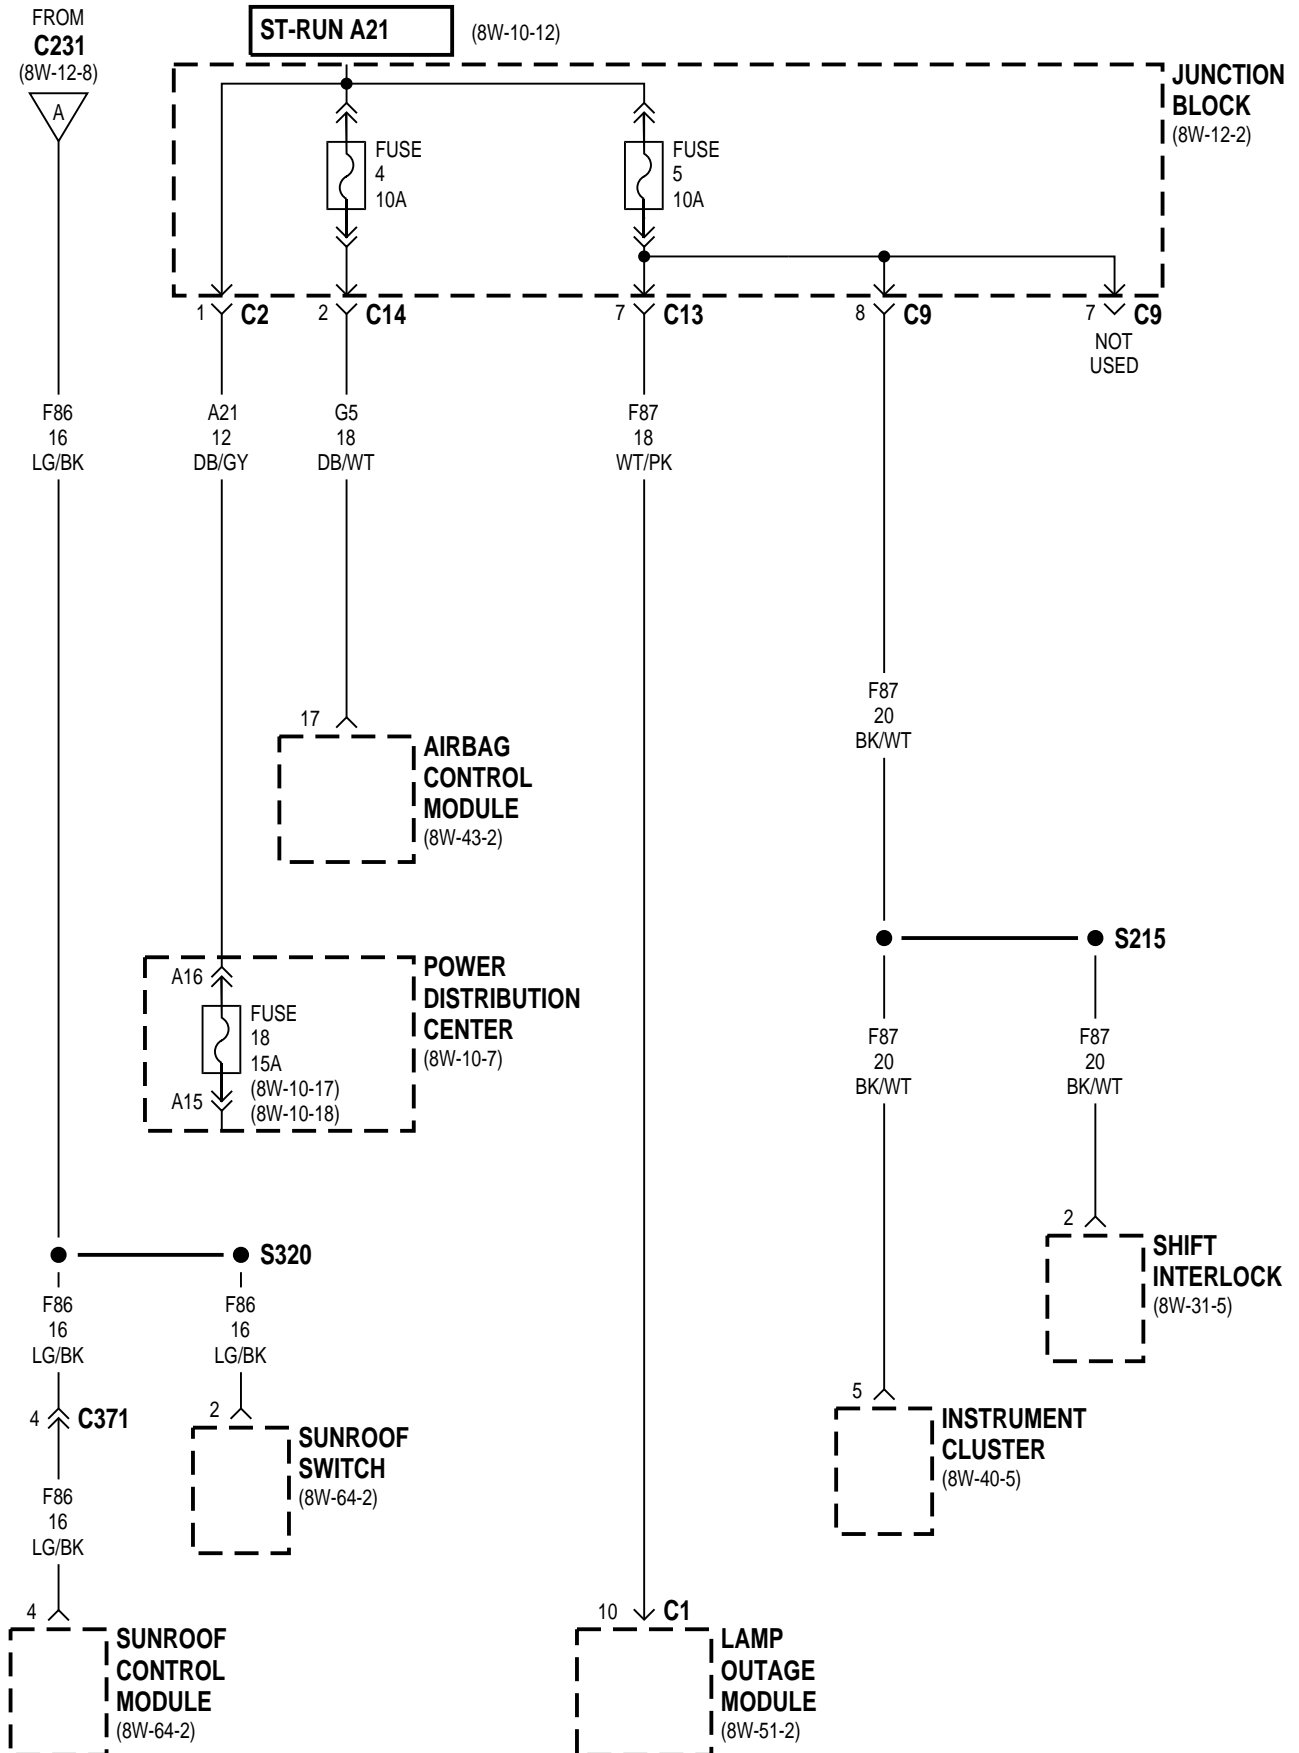 FROM
C231
(8W-12-8)
A
ST-RUN A21
(8W-10-12)
JUNCTION
BLOCK
(8W-12-2)
FUSE
4
10A
FUSE
5
10A
1 C2
2 C14
7 C13
8 C9
7 C9
NOT
USED
F86
16
LG/BK
A21
12
DB/GY
G5
18
DB/WT
F87
18
WT/PK
F87
20
BK/WT
17
AIRBAG
CONTROL
MODULE
(8W-43-2)
S215
A16
FUSE
18
15A
(8W-10-17)
(8W-10-18)
A15
POWER
DISTRIBUTION
CENTER
(8W-10-7)
F87
20
BK/WT
F87
20
BK/WT
2
SHIFT
INTERLOCK
(8W-31-5)
S320
F86
16
LG/BK
F86
16
LG/BK
4 C371
2
SUNROOF
SWITCH
(8W-64-2)
5
INSTRUMENT
CLUSTER
(8W-40-5)
F86
16
LG/BK
4
SUNROOF
CONTROL
MODULE
(8W-64-2)
10 C1
LAMP
OUTAGE
MODULE
(8W-51-2)